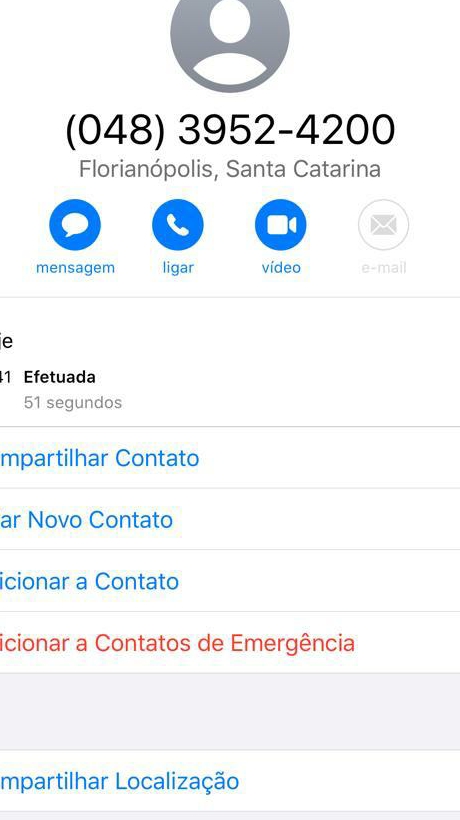 (048) 3952-4200
Florianópolis, Santa Catarina
mensagem ligar vídeo e-mail
je
41 Efetuada
51 segundos
mpartilhar Contato
ar Novo Contato
icionar a Contato
icionar a Contatos de Emergência
mpartilhar Localização